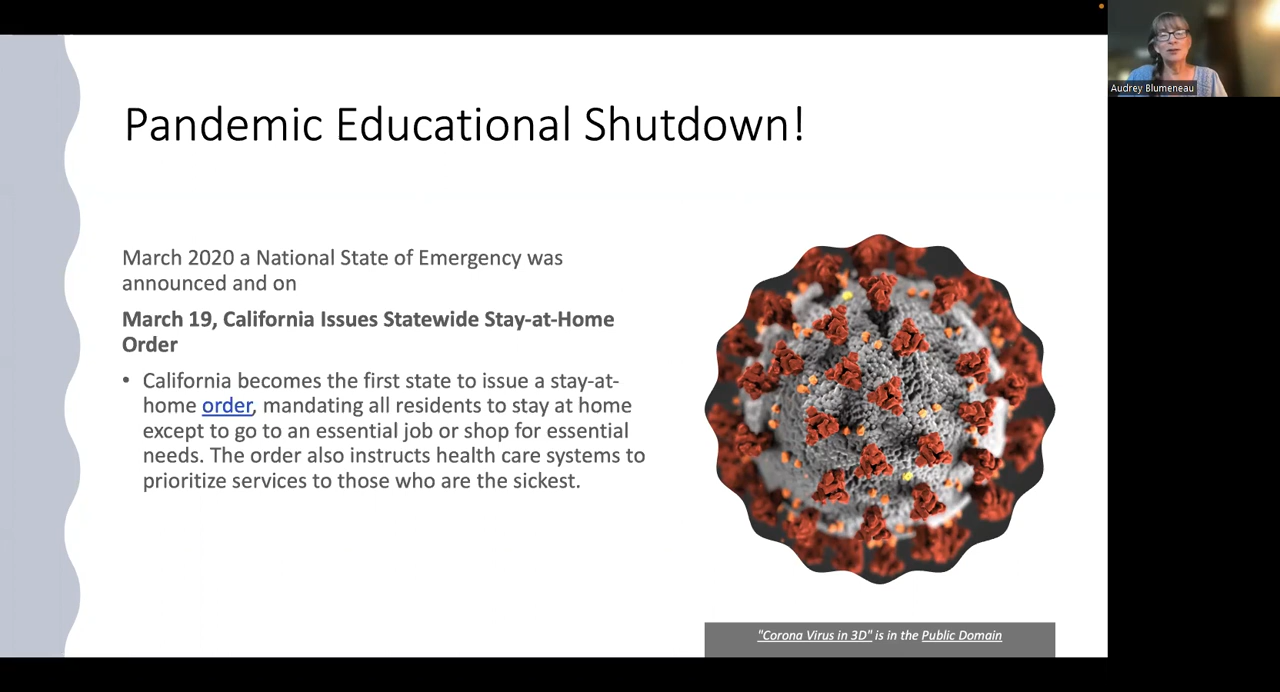 Pandemic Educational Shutdown!
March 2020 a National State of Emergency was
announced and on
March 19, California Issues Statewide Stay-at-Home
Order
• California becomes the first state to issue a stay-at-
home order, mandating all residents to stay at home
except to go to an essential job or shop for essential
needs. The order also instructs health care systems to
prioritize services to those who are the sickest.
"Corona Virus in 3D" is in the Public Domain
Audrey Blumeneau